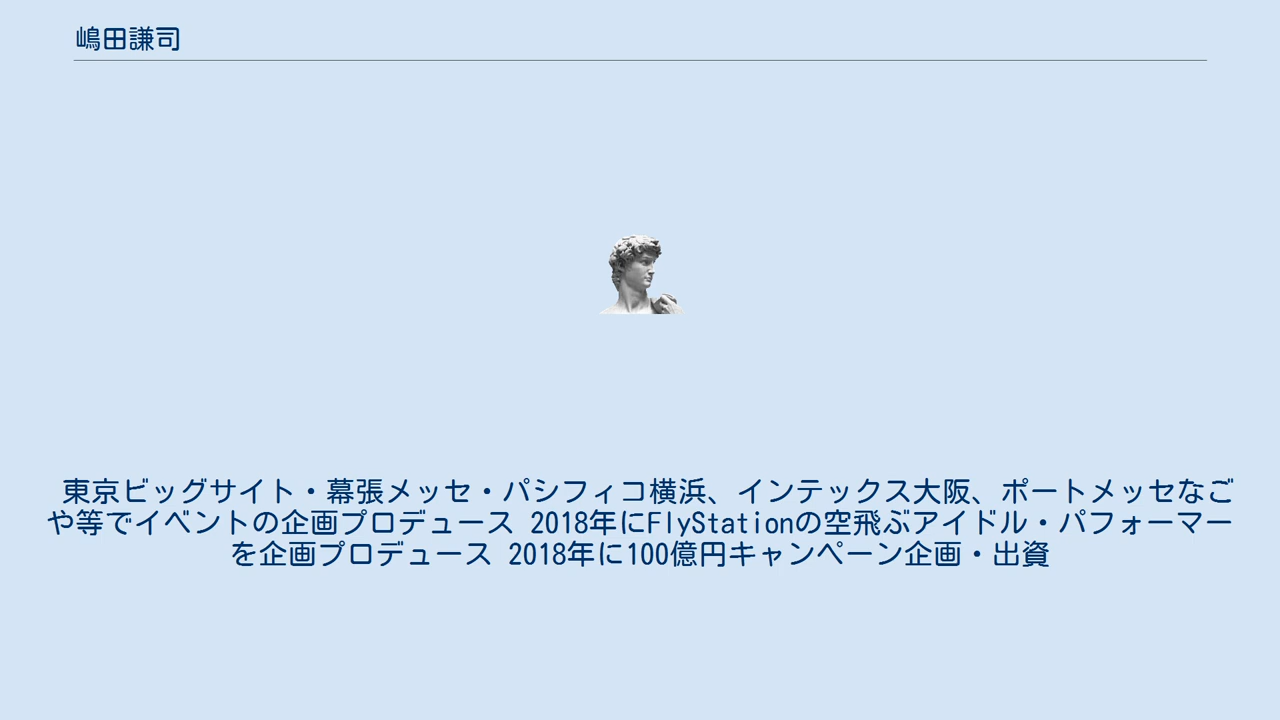 嶋田謙司
東京ビッグサイト・幕張メッセ・パシフィコ横浜、インテックス大阪、ポートメッセなご
や等でイベントの企画プロデュース 2018年にFlyStationの空飛ぶアイドル・パフォーマー
を企画プロデュース 2018年に100億円キャンペーン企画・出資